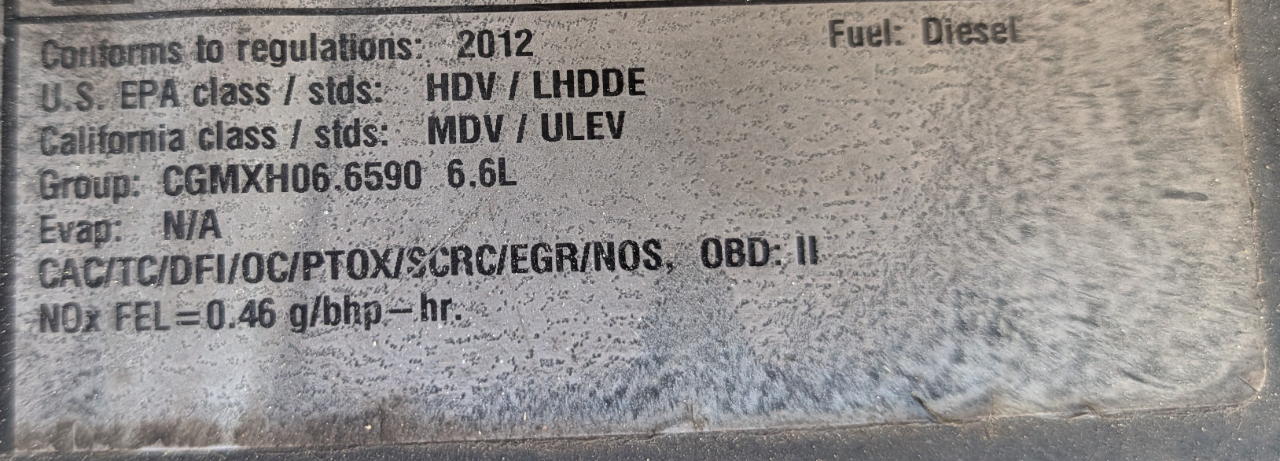 Conforms to regulations: 2012 Fuel: Diesel
U.S. EPA class / stds: HDV / LHDDE
California class / stds: MDV / ULEV
Group: CGMXH06.6590 6.6L
Evap: N/A
CAC/TC/DFI/OC/PTOX/SCRC/EGR/NOS, OBD: II
NOx FEL=0.46 g/bhp-hr.